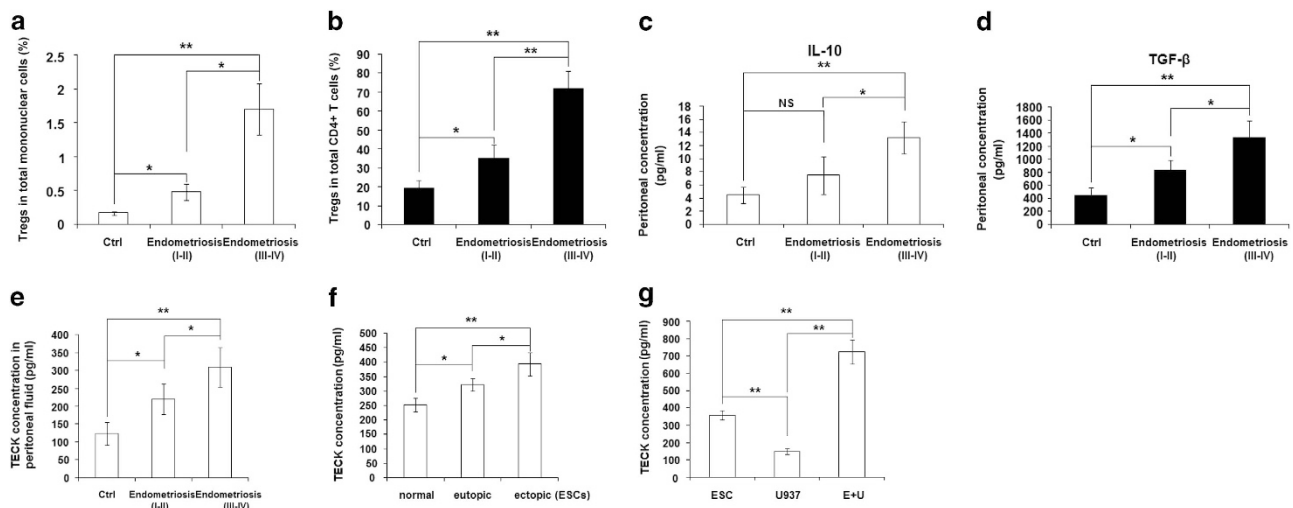 a
Tregs in total mononuclear cells (%)
2.5
2
1.5
1
0.5
0
**
*
*
Ctrl
Endometriosis
(I-II)
Endometriosis
(III-IV)
b
Tregs in total CD4+ T cells (%)
90
80
70
60
50
40
30
20
10
0
**
**
*
Ctrl
Endometriosis
(I-II)
Endometriosis
(III-IV)
c
IL-10
Peritoneal concentration
(pg/ml)
18
16
14
12
10
8
6
4
2
0
**
NS
*
Ctrl
Endometriosis
(I-II)
Endometriosis
(III-IV)
d
TGF-β
Peritoneal concentration
(pg/ml)
1800
1600
1400
1200
1000
800
600
400
200
0
**
*
*
Ctrl
Endometriosis
(I-II)
Endometriosis
(III-IV)
e
TECK concentration in
peritoneal fluid (pg/ml)
400
350
300
250
200
150
100
50
0
**
*
*
Ctrl
Endometriosis
(I-II)
Endometriosis
(III-IV)
f
TECK concentration (pg/ml)
500
450
400
350
300
250
200
150
100
50
0
**
*
*
normal
eutopic
ectopic (ESCs)
g
TECK concentration (pg/ml)
900
800
700
600
500
400
300
200
100
0
**
**
**
ESC
U937
E+U